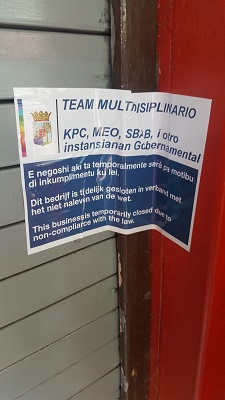 TEAM MULTIDISIPLINARIO
KPC, MEO, SBAB, i otro
instansianan Gubernamental
E negoshi aki ta temporalmente será pa motibu
di inkumplimentu ku lei.
Dit bedrijf is tijdelijk gesloten in verband met
het niet naleven van de wet.
This business is temporarily closed due to
non-compliance with the law.